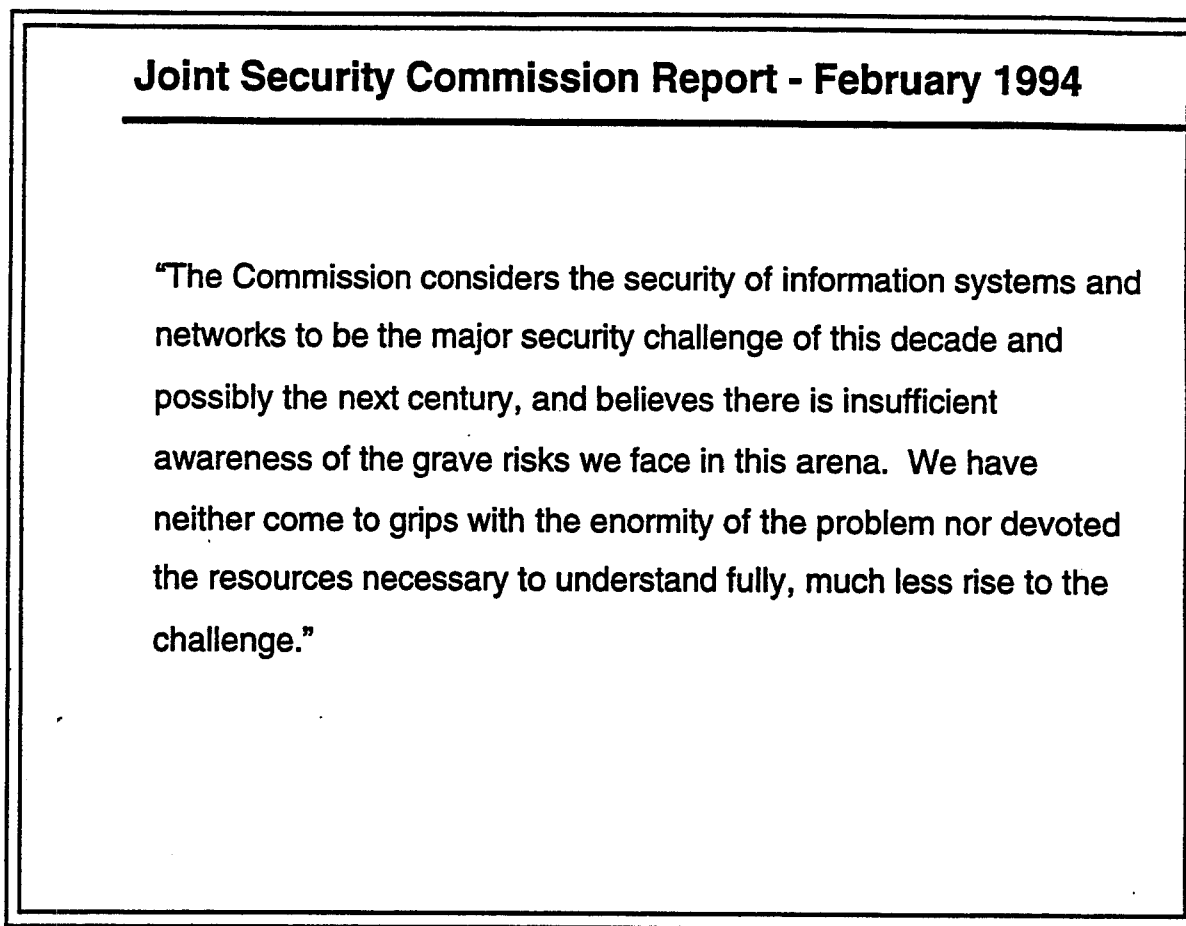 Joint Security Commission Report - February 1994
“The Commission considers the security of information systems and
networks to be the major security challenge of this decade and
possibly the next century, and believes there is insufficient
awareness of the grave risks we face in this arena.  We have
neither come to grips with the enormity of the problem nor devoted
the resources necessary to understand fully, much less rise to the
challenge.”